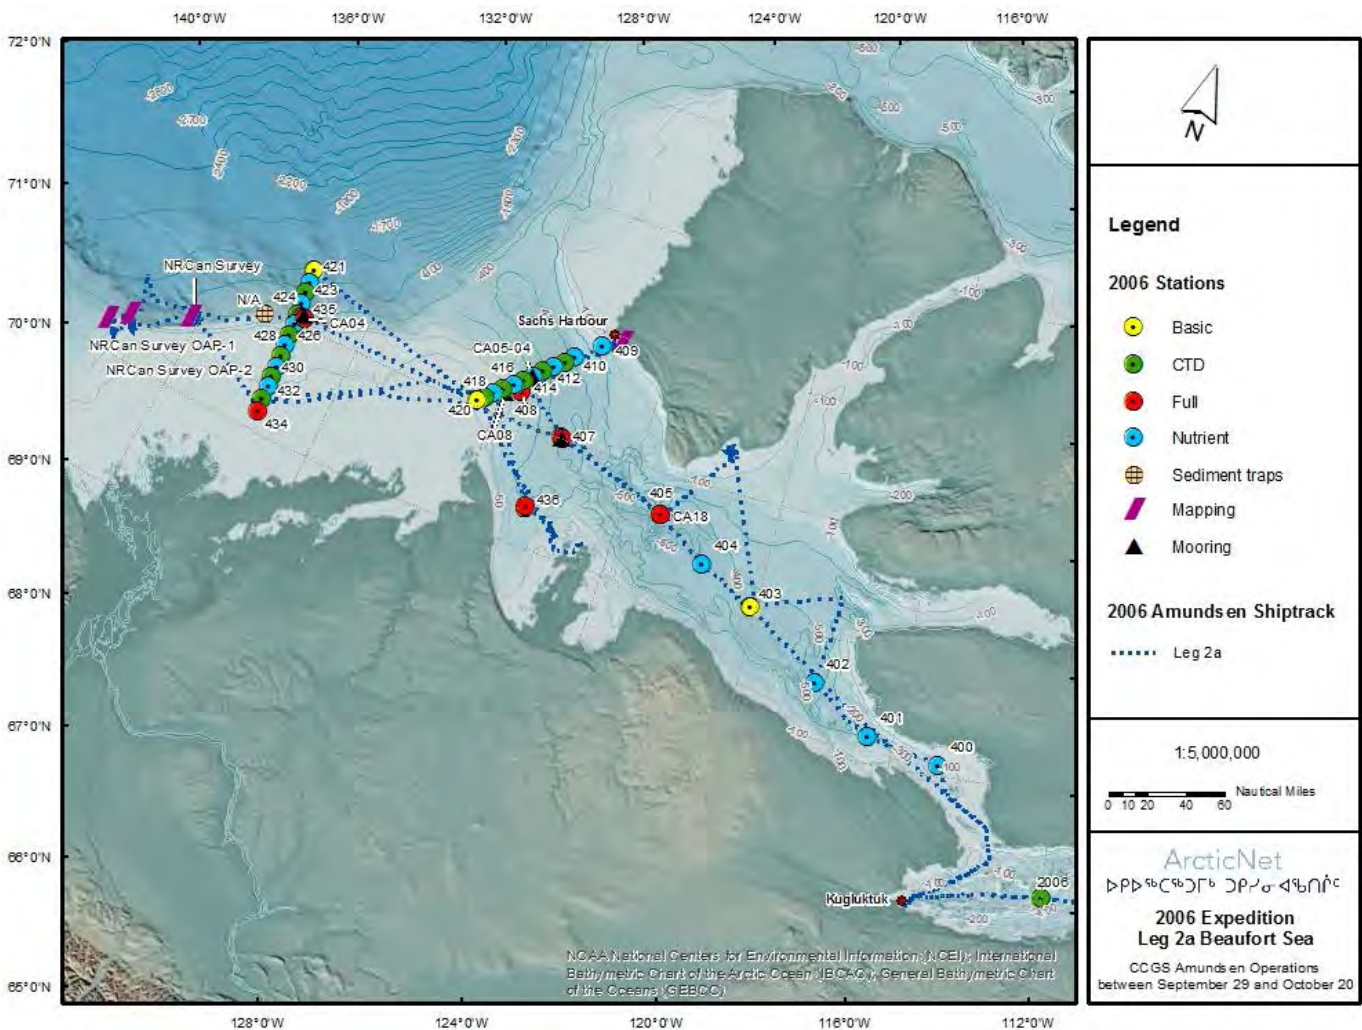 140°0'W 136°0'W 132°0'W 128°0'W 124°0'W 120°0'W 116°0'W
72°0'N
71°0'N
70°0'N
69°0'N
68°0'N
67°0'N
66°0'N
65°0'N
128°0'W 124°0'W 120°0'W 116°0'W 112°0'W
-2700
-2400
-2200
-1700
NRCan Survey
N/A
421
423
424
435
CA04
426
428
NRCan Survey OAP-1
NRCan Survey OAP-2
430
432
434
Sachs Harbour
409
CA05-04
410
416
412
418
414
420
408
CA08
407
436
405
CA18
404
403
402
401
400
Kugluktuk
2006
NOAA National Centers for Environmental Information (NCEI); International
Bathymetric Chart of the Arctic Ocean (IBCAO); General Bathymetric Chart
of the Oceans (GEBCO)
N
Legend
2006 Stations
Basic
CTD
Full
Nutrient
Sediment traps
Mapping
Mooring
2006 Amundsen Shiptrack
Leg 2a
1:5,000,000
0 10 20 40 60 Nautical Miles
ArcticNet
ᐅᑭᐅᖅᑕᖅᑐᒥᒃ ᑐᑭᓯᓂᐊᖃᑎᒌᑦ
2006 Expedition
Leg 2a Beaufort Sea
CCGS Amundsen Operations
between September 29 and October 20